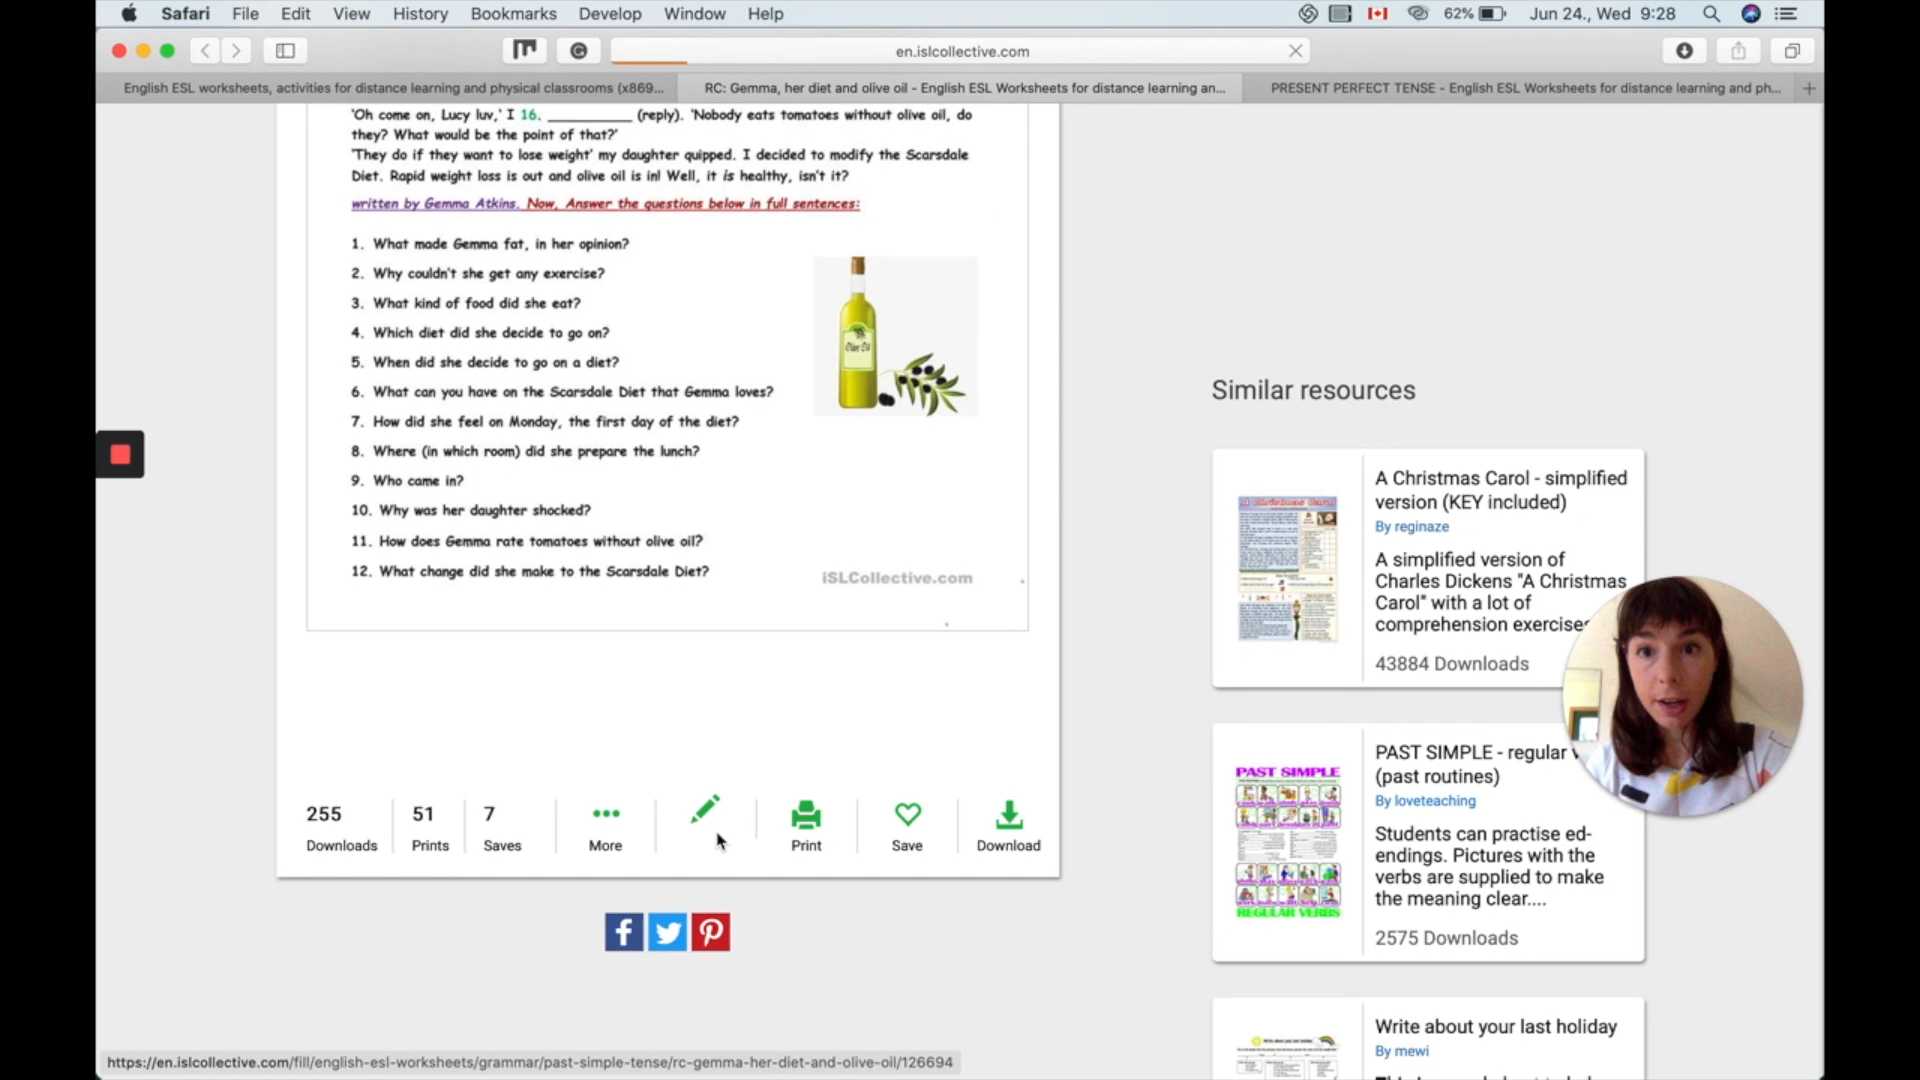 Safari File Edit View History Bookmarks Develop Window Help 62% Jun 24., Wed 9:28
en.islcollective.com
English ESL worksheets, activities for distance learning and physical classrooms (x869...
RC: Gemma, her diet and olive oil - English ESL Worksheets for distance learning an...
PRESENT PERFECT TENSE - English ESL Worksheets for distance learning and ph...
'Oh come on, Lucy luv,' I 16. __________ (reply). 'Nobody eats tomatoes without olive oil, do
they? What would be the point of that?'
'They do if they want to lose weight' my daughter quipped. I decided to modify the Scarsdale
Diet. Rapid weight loss is out and olive oil is in! Well, it is healthy, isn't it?
written by Gemma Atkins. Now, Answer the questions below in full sentences:
1. What made Gemma fat, in her opinion?
2. Why couldn't she get any exercise?
3. What kind of food did she eat?
4. Which diet did she decide to go on?
5. When did she decide to go on a diet?
6. What can you have on the Scarsdale Diet that Gemma loves?
7. How did she feel on Monday, the first day of the diet?
8. Where (in which room) did she prepare the lunch?
9. Who came in?
10. Why was her daughter shocked?
11. How does Gemma rate tomatoes without olive oil?
12. What change did she make to the Scarsdale Diet?
Olive Oil
iSLCollective.com
255 51 7
Downloads Prints Saves More Print Save Download
Similar resources
A Christmas Carol - simplified
version (KEY included)
By reginaze
A simplified version of
Charles Dickens "A Christmas
Carol" with a lot of
comprehension exercises
43884 Downloads
PAST SIMPLE
REGULAR VERBS
PAST SIMPLE - regular
(past routines)
By loveteaching
Students can practise ed-
endings. Pictures with the
verbs are supplied to make
the meaning clear....
2575 Downloads
Write about your last holiday
By mewi
https://en.islcollective.com/fill/english-esl-worksheets/grammar/past-simple-tense/rc-gemma-her-diet-and-olive-oil/126694